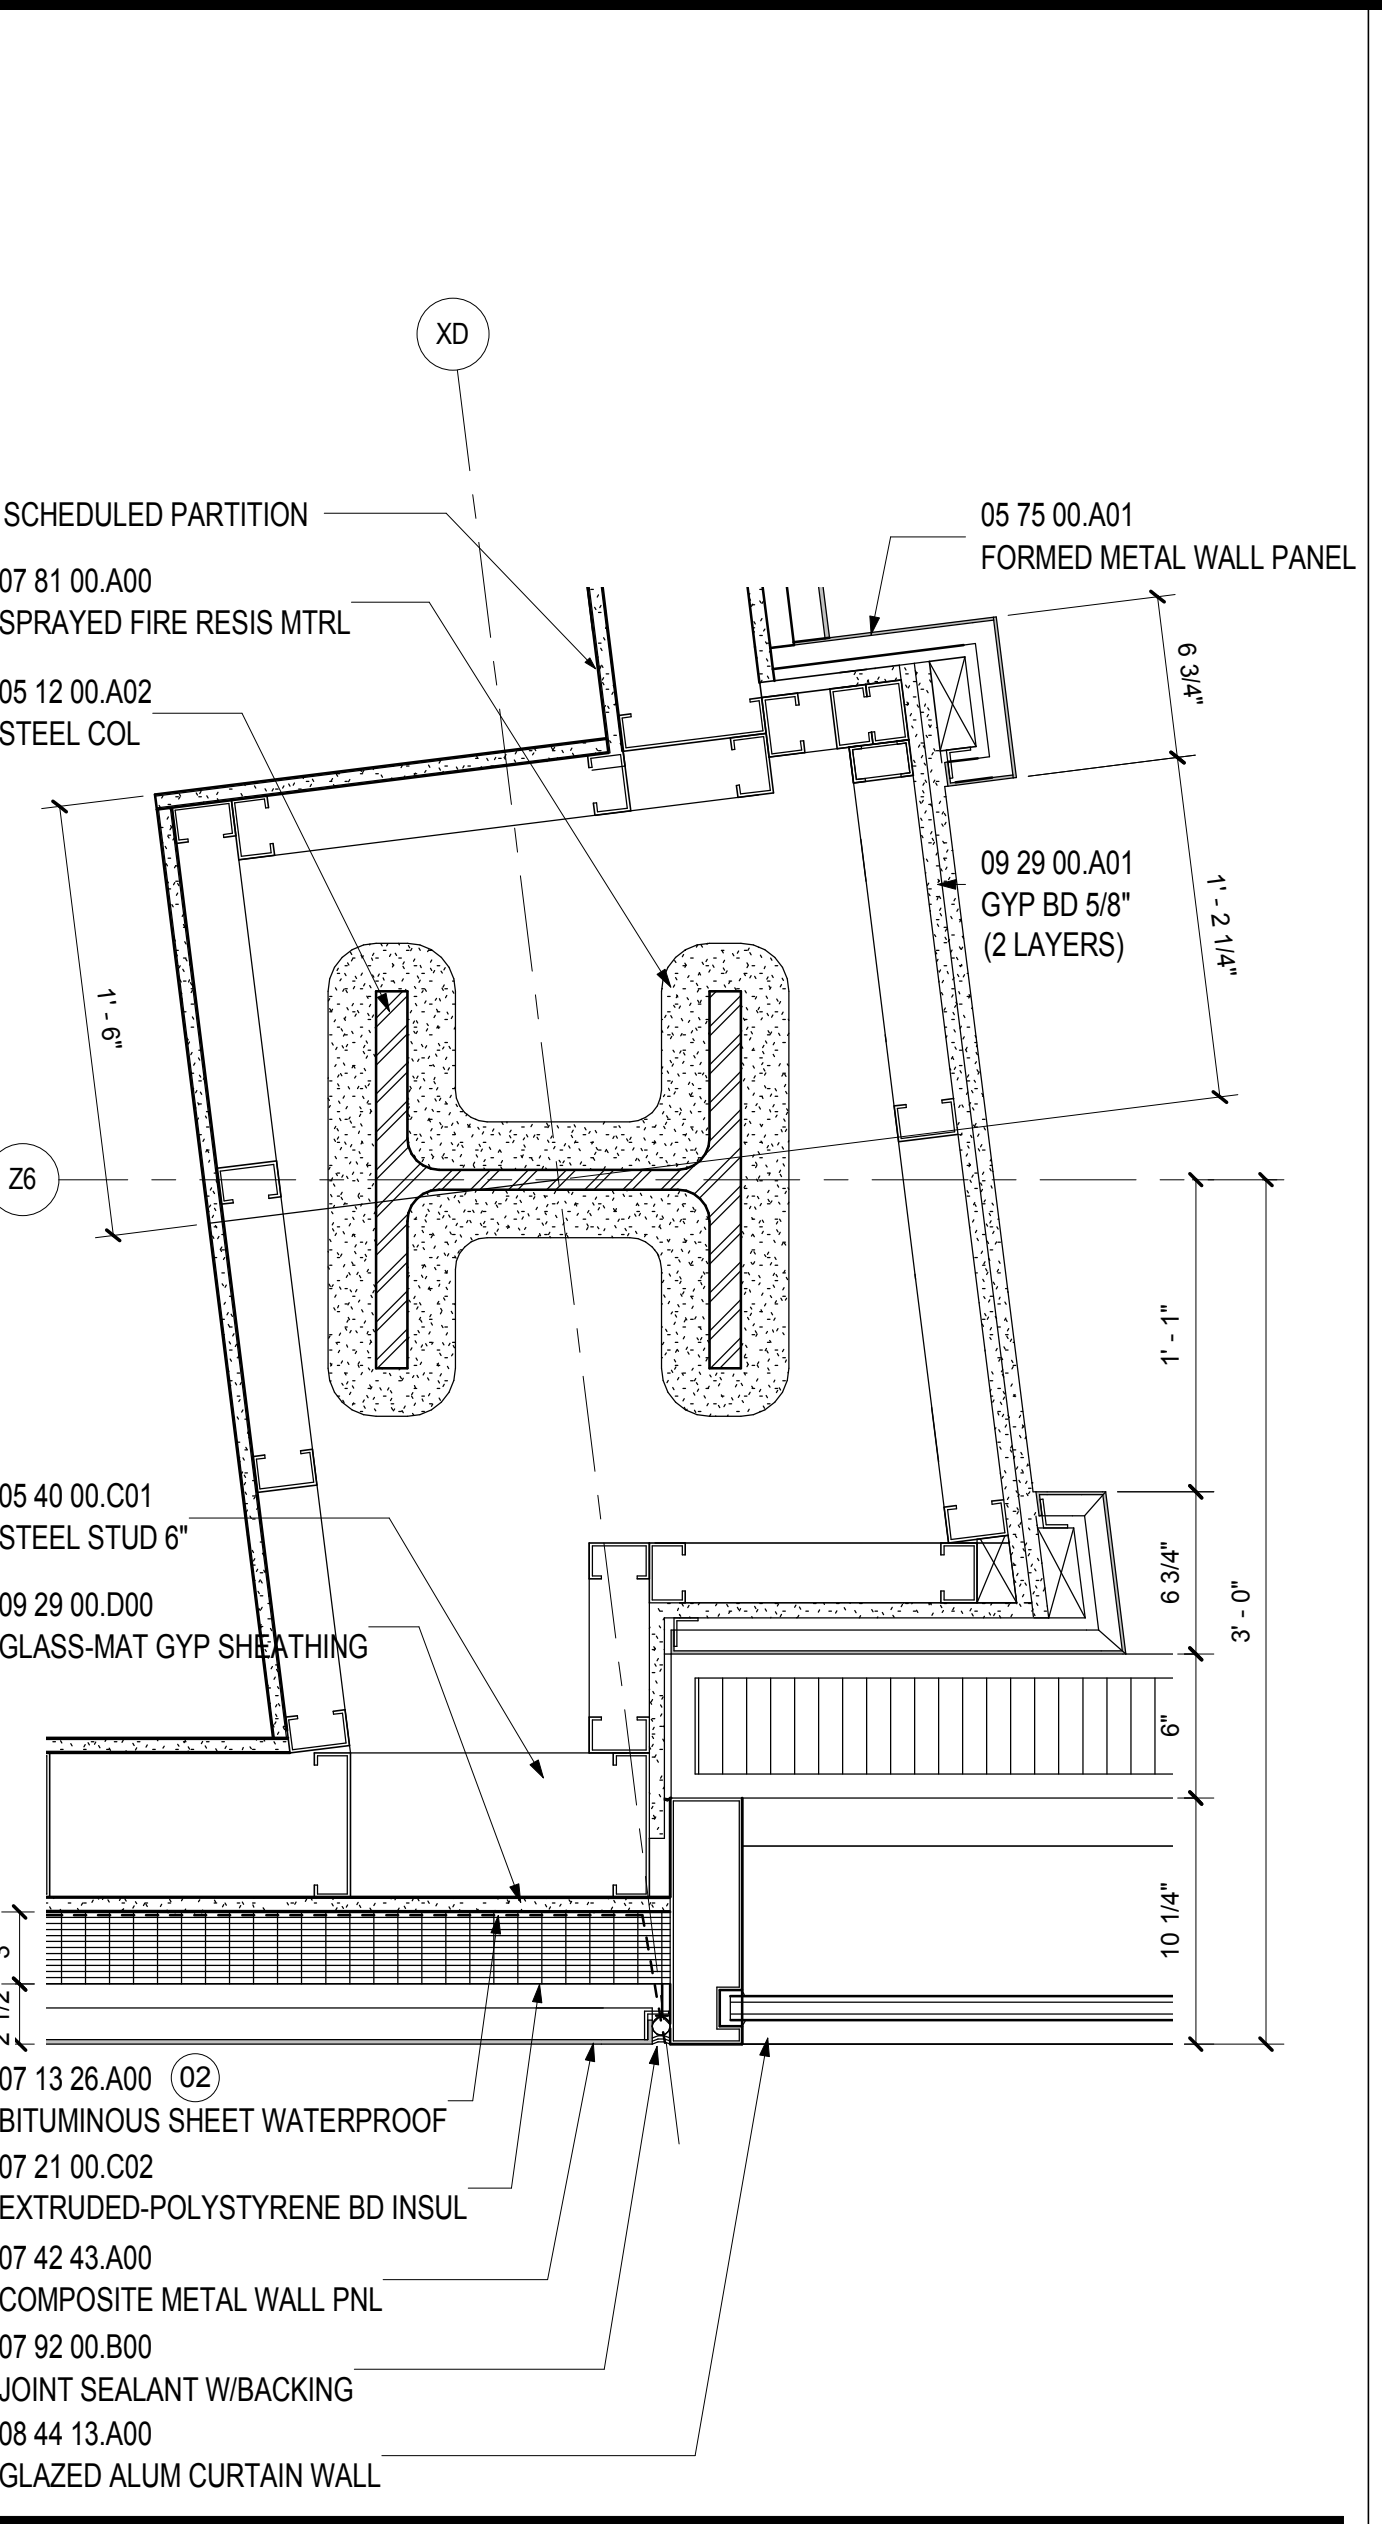 XD
SCHEDULED PARTITION
07 81 00.A00
SPRAYED FIRE RESIS MTRL
05 12 00.A02
STEEL COL
05 75 00.A01
FORMED METAL WALL PANEL
6 3/4"
09 29 00.A01
GYP BD 5/8"
(2 LAYERS)
1' - 2 1/4"
1' - 6"
Z6
1' - 1"
05 40 00.C01
STEEL STUD 6"
09 29 00.D00
GLASS-MAT GYP SHEATHING
6 3/4"
3' - 0"
6"
10 1/4"
07 13 26.A00 02
BITUMINOUS SHEET WATERPROOF
07 21 00.C02
EXTRUDED-POLYSTYRENE BD INSUL
07 42 43.A00
COMPOSITE METAL WALL PNL
07 92 00.B00
JOINT SEALANT W/BACKING
08 44 13.A00
GLAZED ALUM CURTAIN WALL